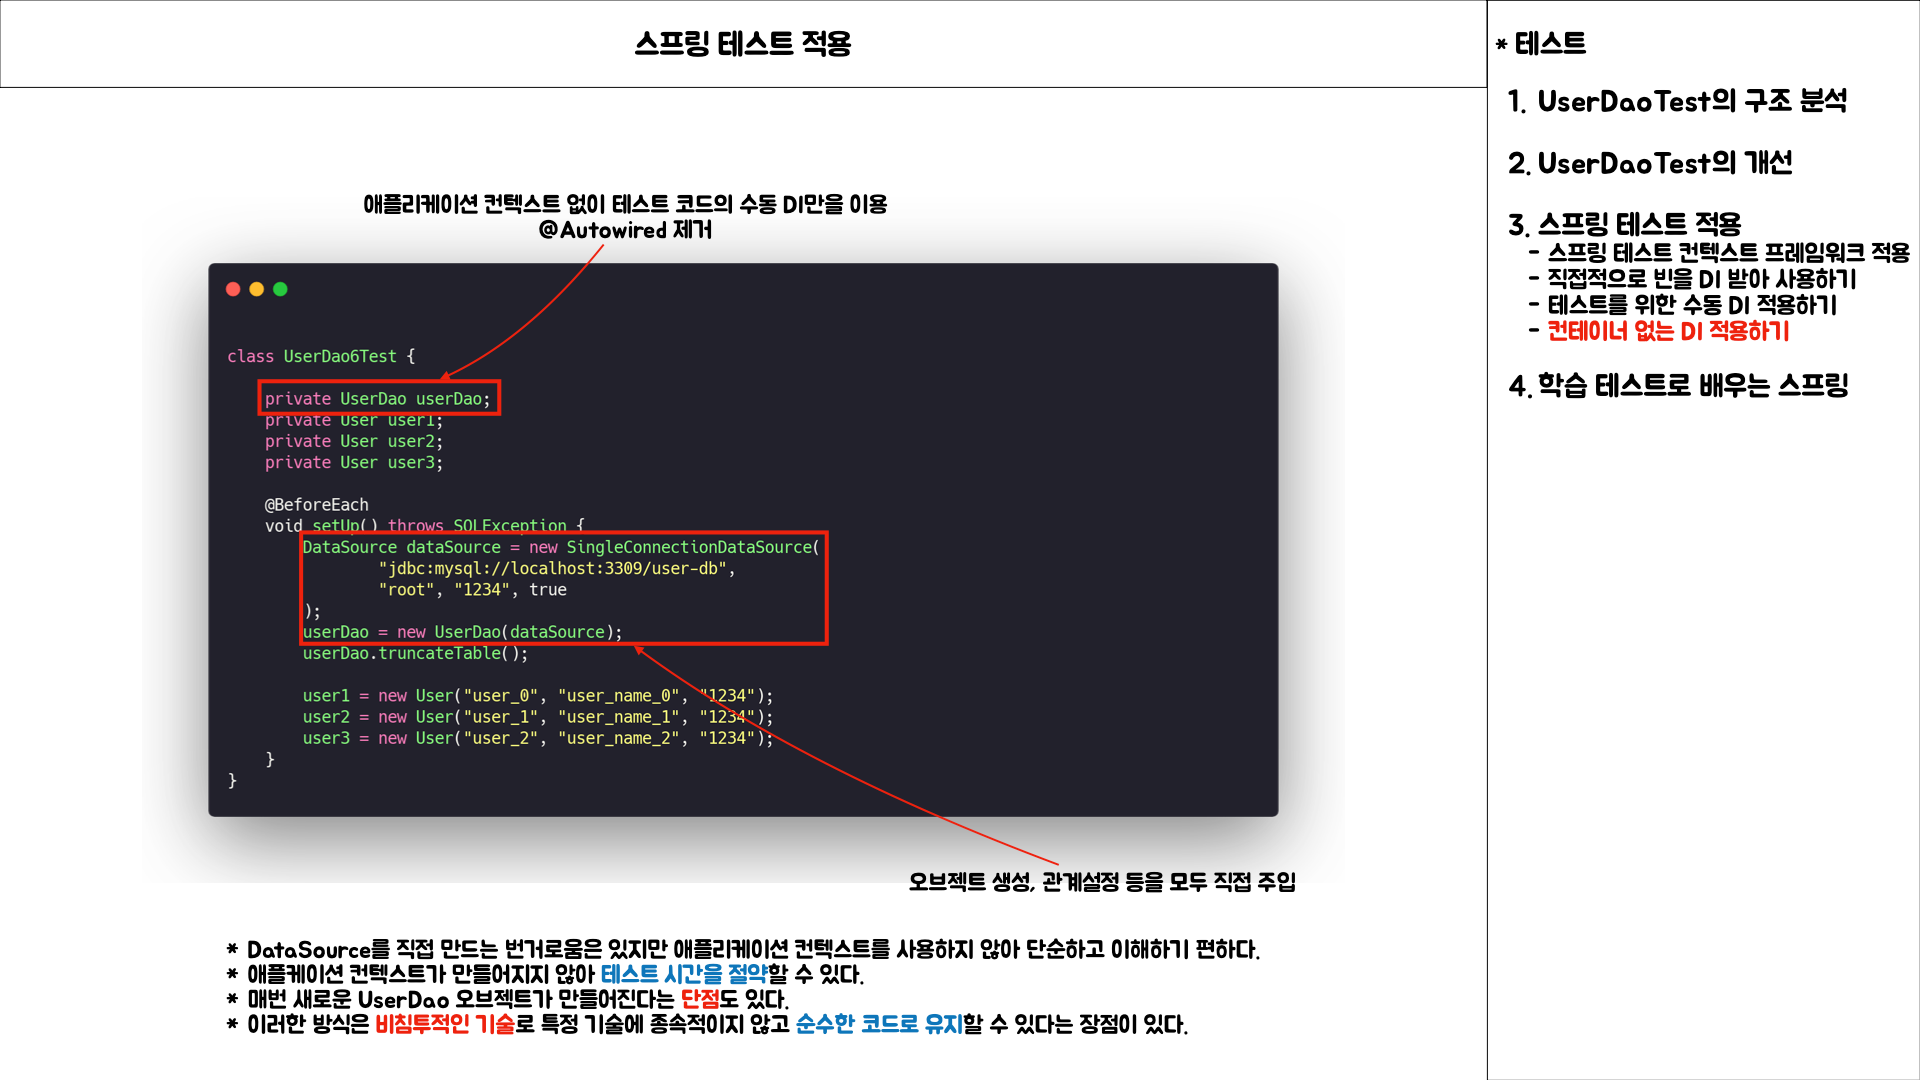 스프링 테스트 적용
애플리케이션 컨텍스트 없이 테스트 코드의 수동 DI만을 이용
@Autowired 제거
class UserDao6Test {
private UserDao userDao;
private User user1;
private User user2;
private User user3;
@BeforeEach
void setUp() throws SQLException {
DataSource dataSource = new SingleConnectionDataSource(
"jdbc:mysql://localhost:3309/user-db",
"root", "1234", true
);
userDao = new UserDao(dataSource);
userDao.truncateTable();
user1 = new User("user_0", "user_name_0", "1234");
user2 = new User("user_1", "user_name_1", "1234");
user3 = new User("user_2", "user_name_2", "1234");
}
}
오브젝트 생성, 관계설정 등을 모두 직접 주입
* DataSource를 직접 만드는 번거로움은 있지만 애플리케이션 컨텍스트를 사용하지 않아 단순하고 이해하기 편하다.
* 애플케이션 컨텍스트가 만들어지지 않아 테스트 시간을 절약할 수 있다.
* 매번 새로운 UserDao 오브젝트가 만들어진다는 단점도 있다.
* 이러한 방식은 비침투적인 기술로 특정 기술에 종속적이지 않고 순수한 코드로 유지할 수 있다는 장점이 있다.
* 테스트
1. UserDaoTest의 구조 분석
2. UserDaoTest의 개선
3. 스프링 테스트 적용
- 스프링 테스트 컨텍스트 프레임워크 적용
- 직접적으로 빈을 DI 받아 사용하기
- 테스트를 위한 수동 DI 적용하기
- 컨테이너 없는 DI 적용하기
4. 학습 테스트로 배우는 스프링